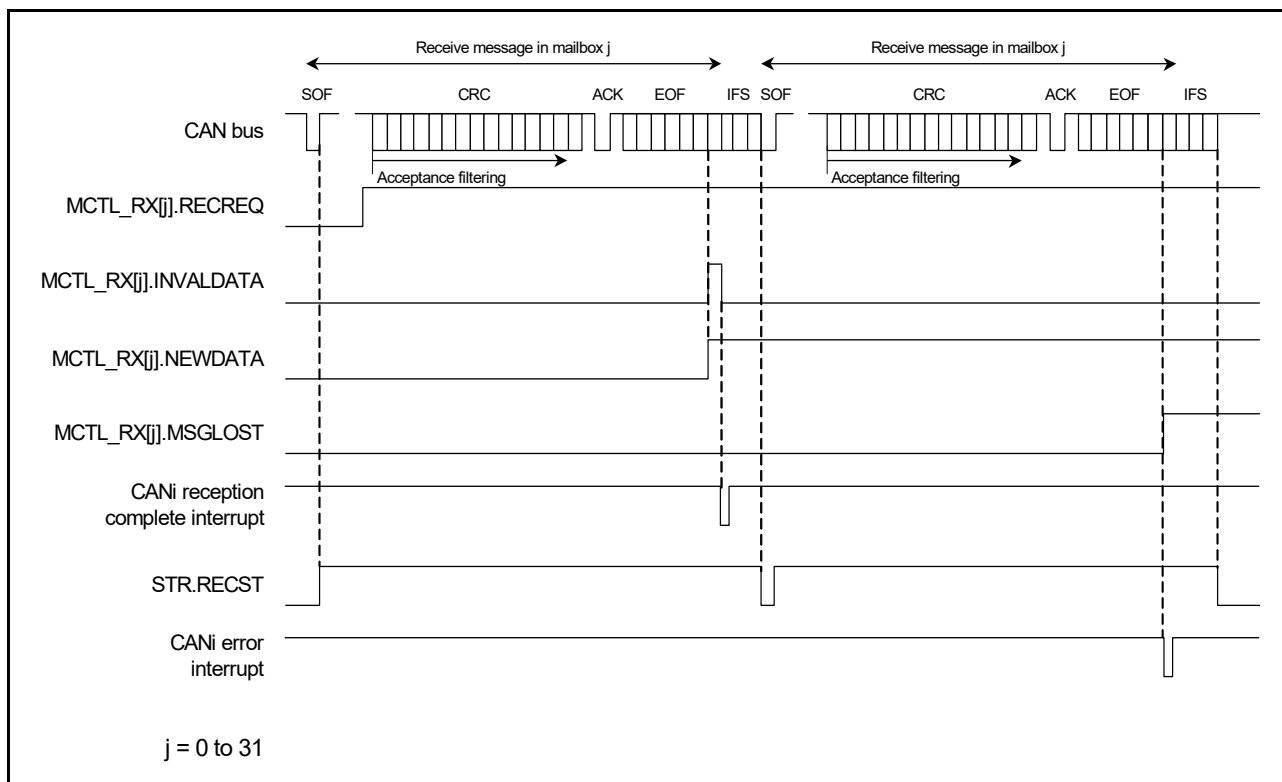 Receive message in mailbox j Receive message in mailbox j
SOF CRC ACK EOF IFS SOF CRC ACK EOF IFS
CAN bus
Acceptance filtering Acceptance filtering
MCTL_RX[j].RECREQ
MCTL_RX[j].INVALDATA
MCTL_RX[j].NEWDATA
MCTL_RX[j].MSGLOST
CANi reception
complete interrupt
STR.RECST
CANi error
interrupt
j = 0 to 31